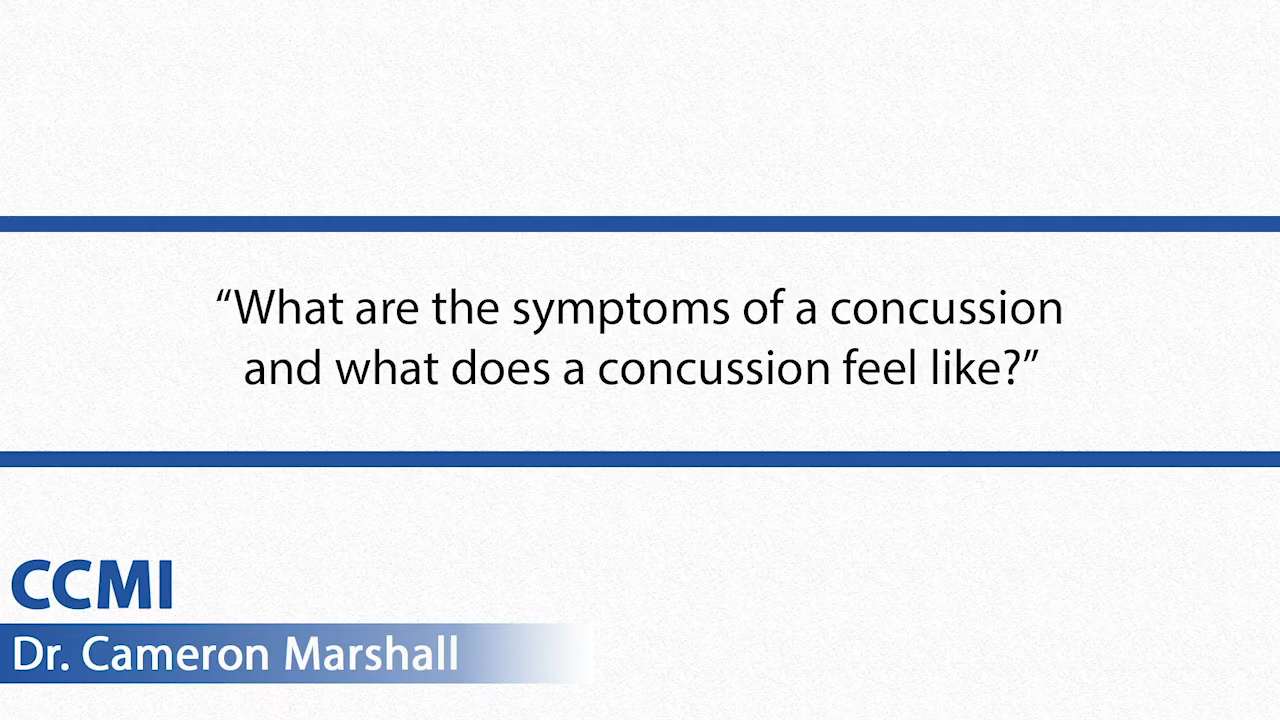 “What are the symptoms of a concussion
and what does a concussion feel like?”
CCMI
Dr. Cameron Marshall